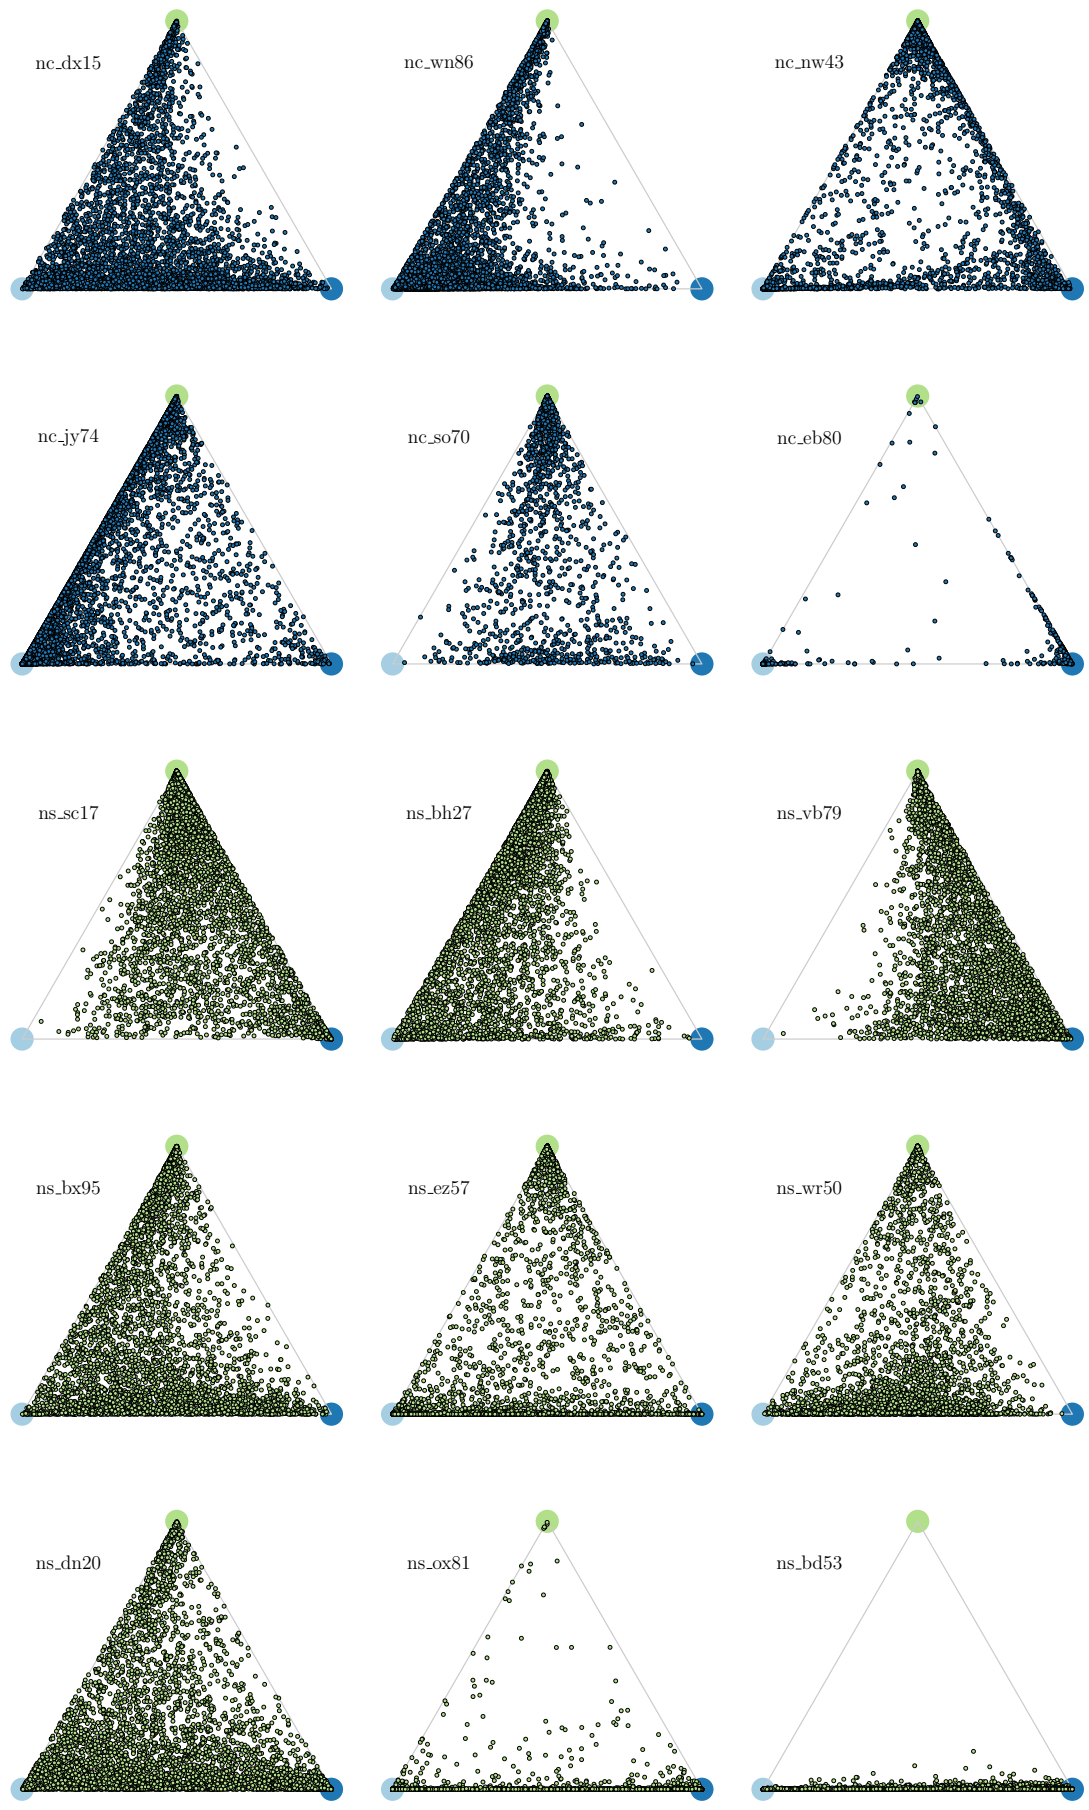 nc_dx15
nc_wn86
nc_nw43
nc_jy74
nc_so70
nc_eb80
ns_sc17
ns_bh27
ns_vb79
ns_bx95
ns_ez57
ns_wr50
ns_dn20
ns_ox81
ns_bd53